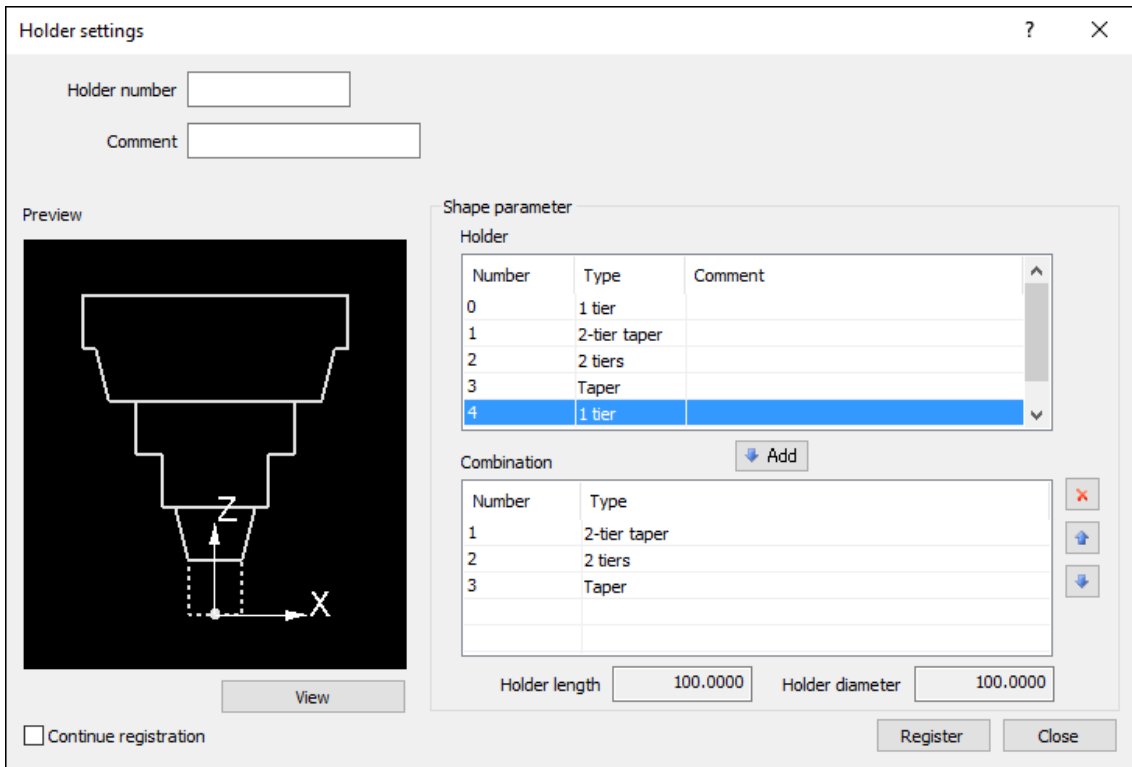 Holder settings ?
Holder number
Comment
Preview
Z
X
View
Continue registration
Shape parameter
Holder
Number Type Comment
0 1 tier
1 2-tier taper
2 2 tiers
3 Taper
4 1 tier
Add
Combination
Number Type
1 2-tier taper
2 2 tiers
3 Taper
Holder length 100.0000 Holder diameter 100.0000
Register Close